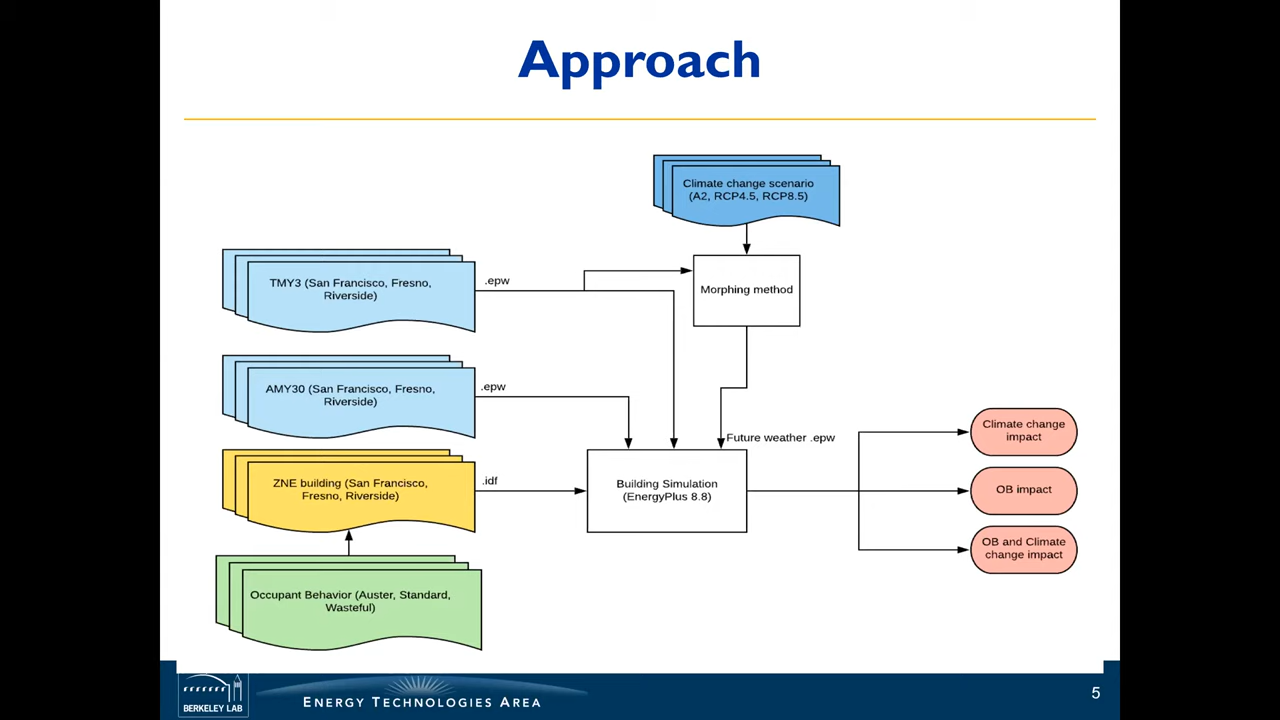 Approach
Climate change scenario
(A2, RCP4.5, RCP8.5)
TMY3 (San Francisco, Fresno,
Riverside)
.epw
Morphing method
AMY30 (San Francisco, Fresno,
Riverside)
.epw
Future weather .epw
Climate change
impact
ZNE building (San Francisco,
Fresno, Riverside)
.idf
Building Simulation
(EnergyPlus 8.8)
OB impact
OB and Climate
change impact
Occupant Behavior (Auster, Standard,
Wasteful)
BERKELEY LAB
ENERGY TECHNOLOGIES AREA
5